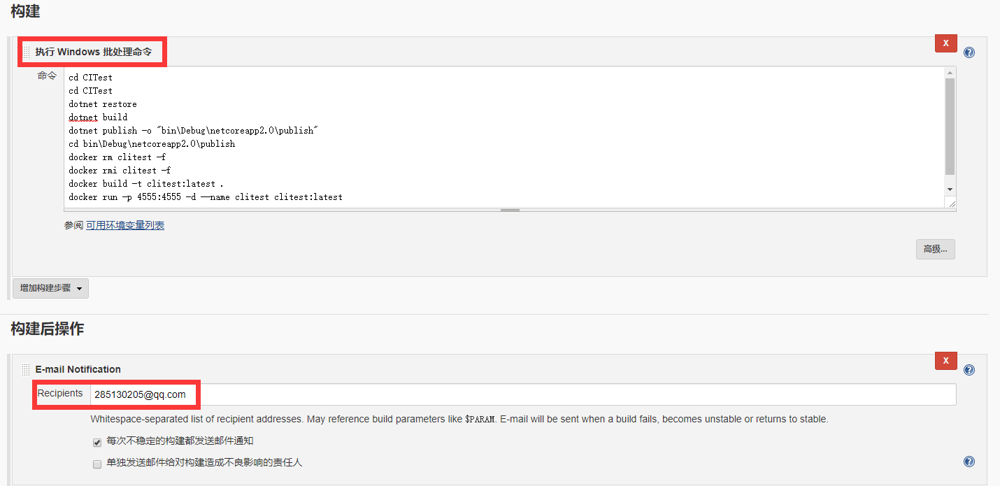 构建
执行 Windows 批处理命令
X
命令
cd CITest
cd CITest
dotnet restore
dotnet build
dotnet publish -o "bin\Debug\netcoreapp2.0\publish"
cd bin\Debug\netcoreapp2.0\publish
docker rm clitest -f
docker rmi clitest -f
docker build -t clitest:latest .
docker run -p 4555:4555 -d --name clitest clitest:latest
参阅 可用环境变量列表
高级...
增加构建步骤
构建后操作
E-mail Notification
X
Recipients 285130205@qq.com
Whitespace-separated list of recipient addresses. May reference build parameters like $PARAM. E-mail will be sent when a build fails, becomes unstable or returns to stable.
每次不稳定的构建都发送邮件通知
单独发送邮件给对构建造成不良影响的责任人